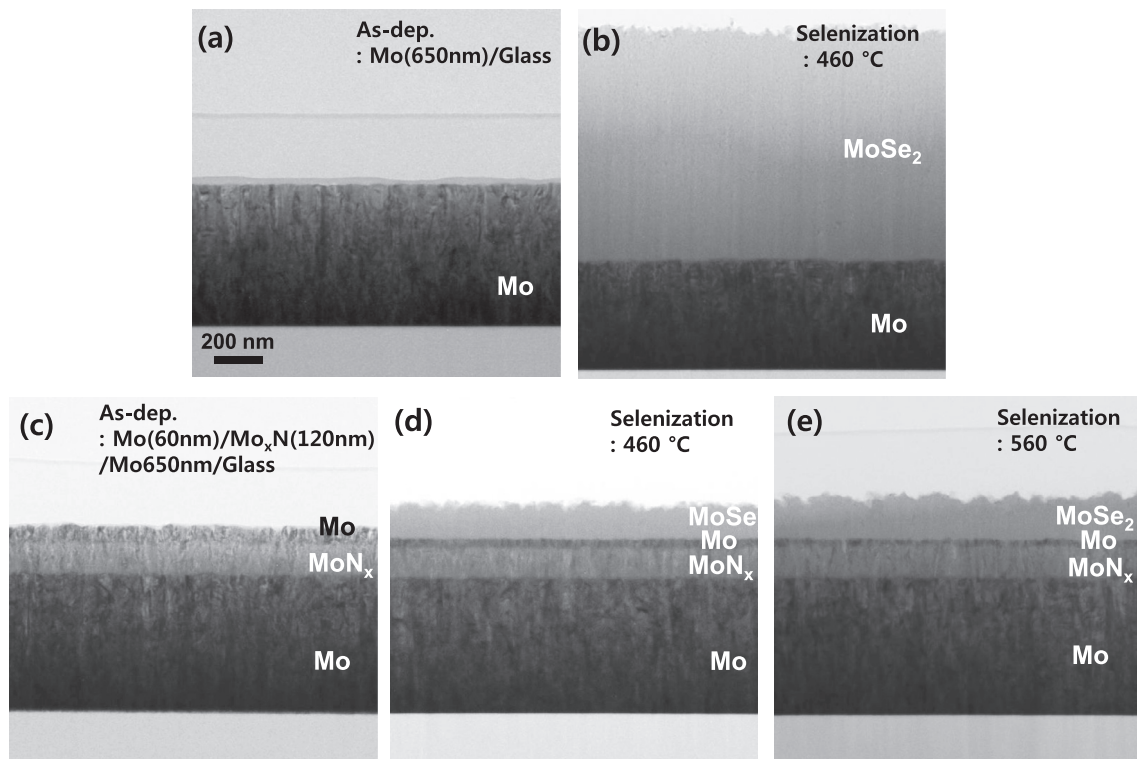 (a)
As-dep.
: Mo(650nm)/Glass
Mo
200 nm
(b)
Selenization
: 460 °C
MoSe₂
Mo
(c)
As-dep.
: Mo(60nm)/MoₓN(120nm)
/Mo650nm/Glass
Mo
MoNₓ
Mo
(d)
Selenization
: 460 °C
MoSe
Mo
MoNₓ
Mo
(e)
Selenization
: 560 °C
MoSe₂
Mo
MoNₓ
Mo